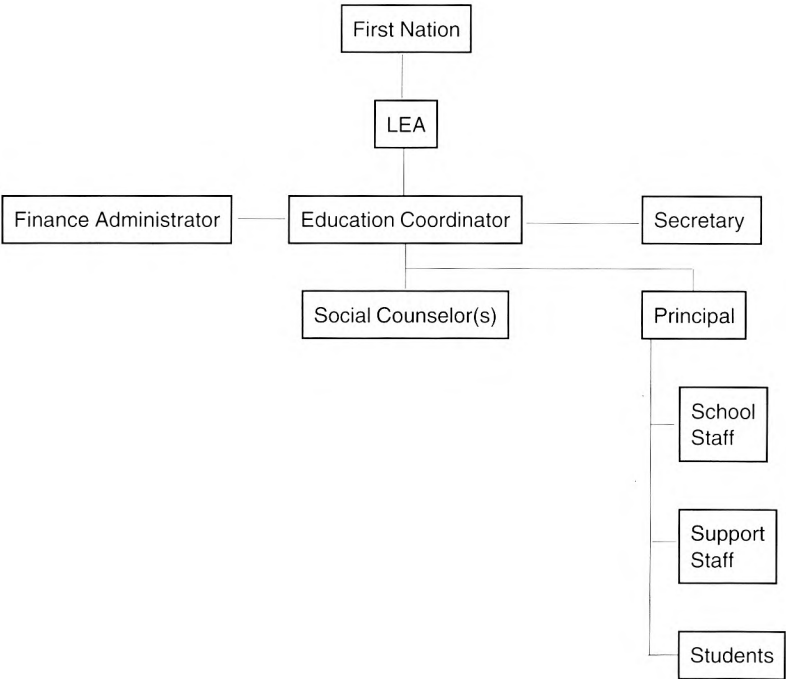 First Nation
LEA
Finance Administrator
Education Coordinator
Secretary
Social Counselor(s)
Principal
School
Staff
Support
Staff
Students